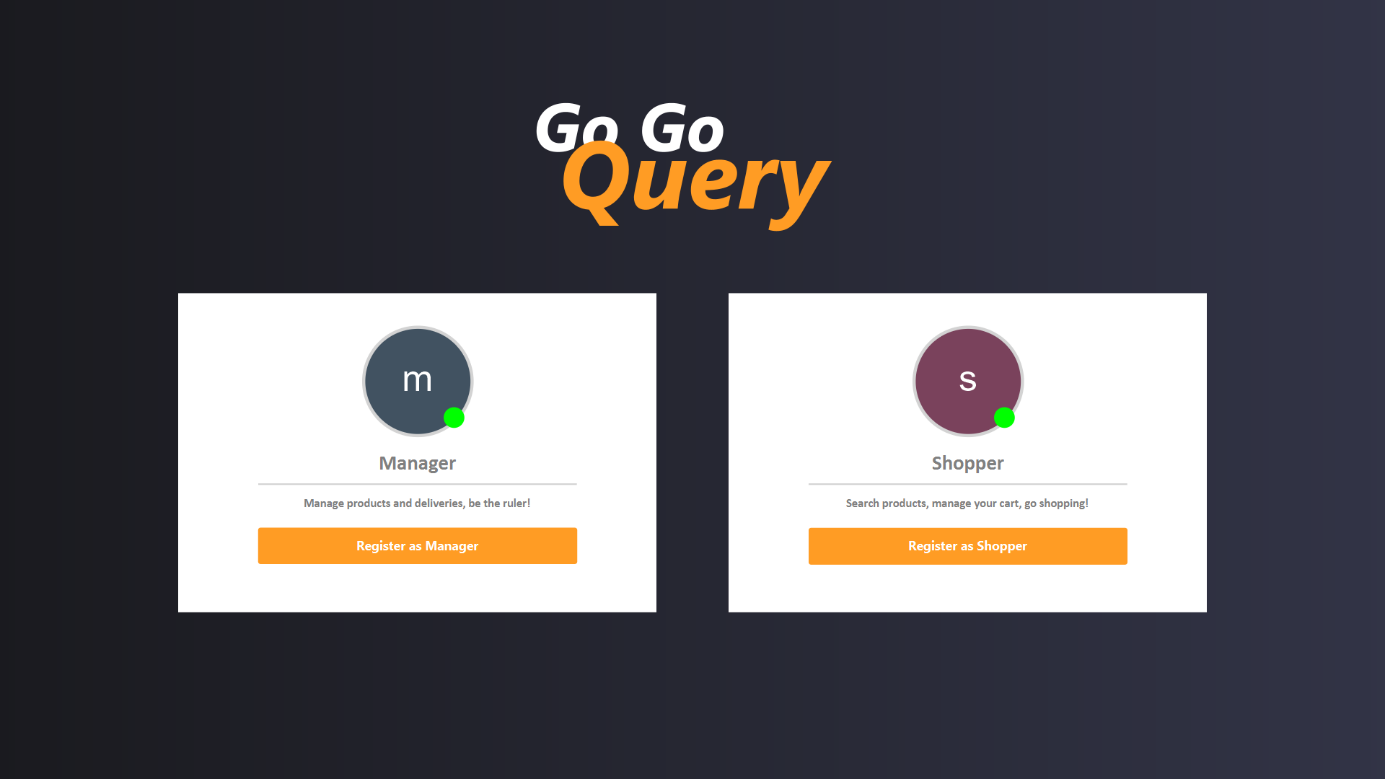 Go Go
Query
m
Manager
Manage products and deliveries, be the ruler!
Register as Manager
s
Shopper
Search products, manage your cart, go shopping!
Register as Shopper